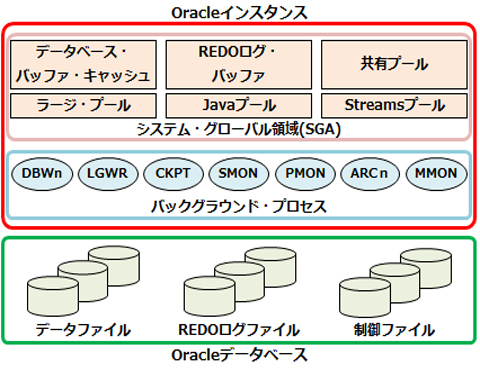 Oracleインスタンス
データベース・
バッファ・キャッシュ
REDOログ・
バッファ
共有プール
ラージ・プール
Javaプール
Streamsプール
システム・グローバル領域(SGA)
DBWn
LGWR
CKPT
SMON
PMON
ARCn
MMON
バックグラウンド・プロセス
データファイル
REDOログファイル
制御ファイル
Oracleデータベース